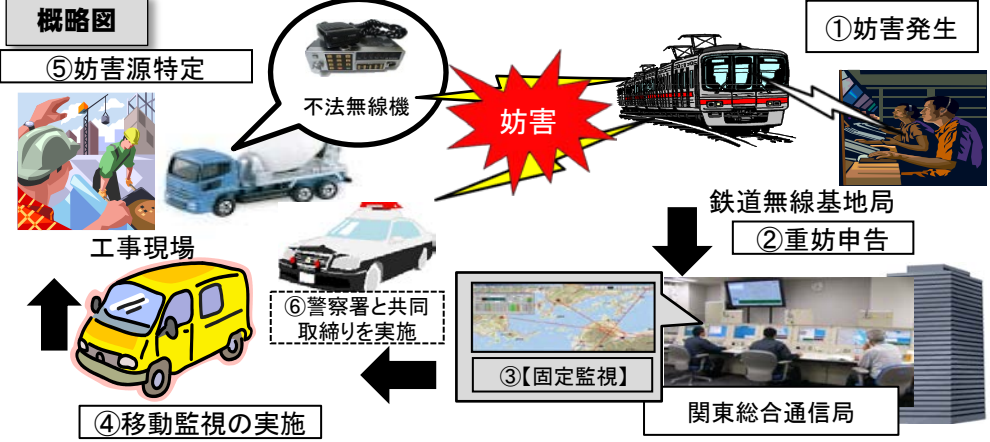 概略図
①妨害発生
⑤妨害源特定
不法無線機
妨害
鉄道無線基地局
②重妨申告
工事現場
⑥警察署と共同
取締りを実施
③【固定監視】
関東総合通信局
④移動監視の実施